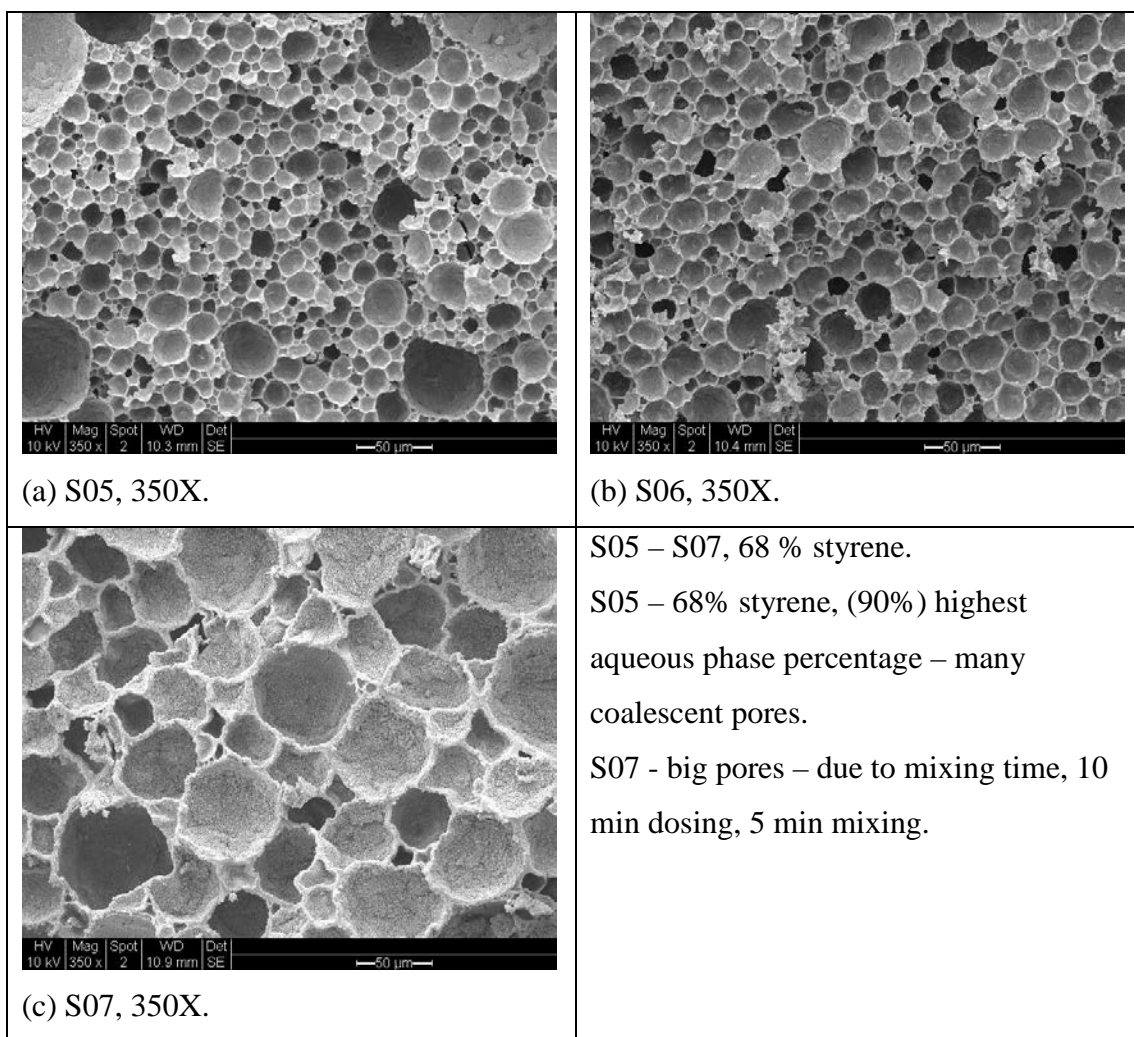 HV | Mag | Spot | WD | Det
10 kV | 350 x | 2 | 10.3 mm | SE
50 µm
(a) S05, 350X.
HV | Mag | Spot | WD | Det
10 kV | 350 x | 2 | 10.4 mm | SE
50 µm
(b) S06, 350X.
HV | Mag | Spot | WD | Det
10 kV | 350 x | 2 | 10.9 mm | SE
50 µm
(c) S07, 350X.
S05 – S07, 68 % styrene.
S05 – 68% styrene, (90%) highest
aqueous phase percentage – many
coalescent pores.
S07 - big pores – due to mixing time, 10
min dosing, 5 min mixing.